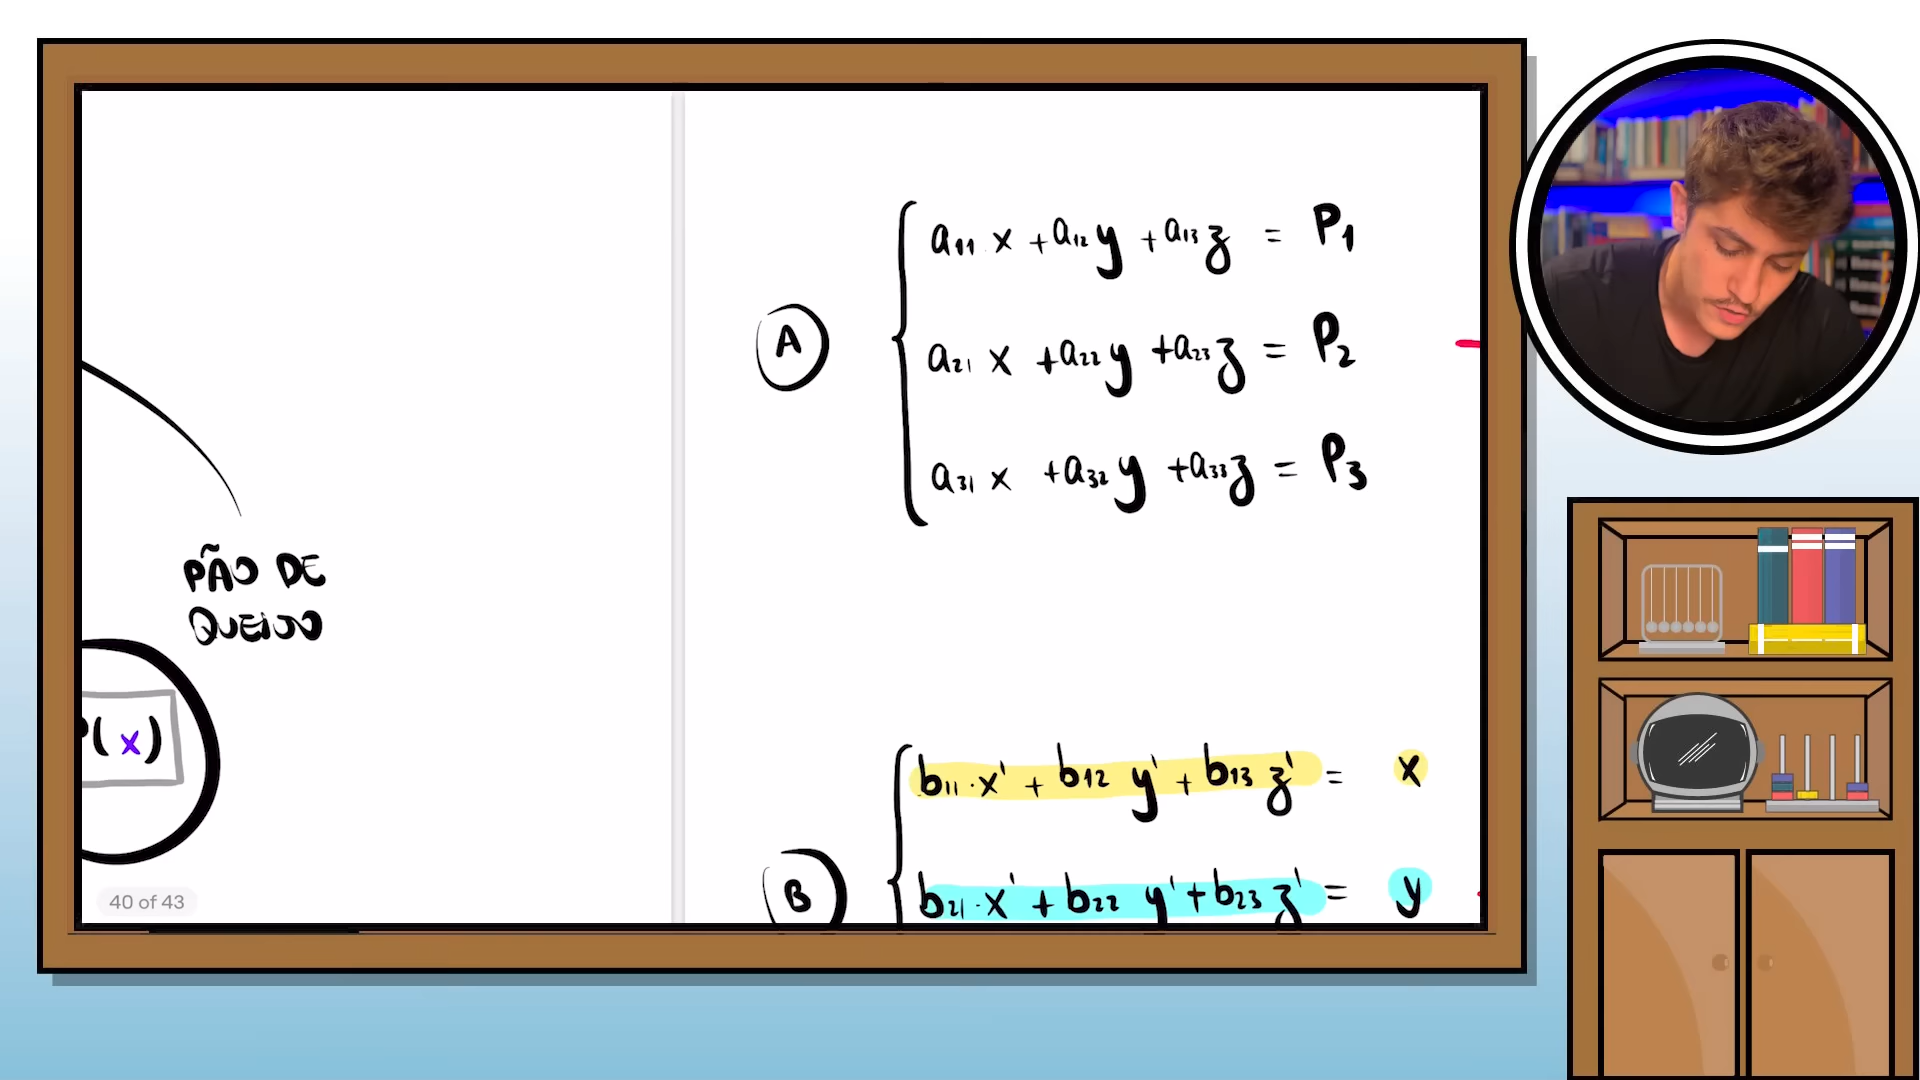 a₁₁ · x + a₁₂ y + a₁₃ z = P₁
A
a₂₁ x + a₂₂ y + a₂₃ z = P₂
a₃₁ x + a₃₂ y + a₃₃ z = P₃
PÃO DE
QUEIJO
(x)
b₁₁ · x' + b₁₂ y' + b₁₃ z' = x
B
b₂₁ · x' + b₂₂ y' + b₂₃ z' = y
40 of 43